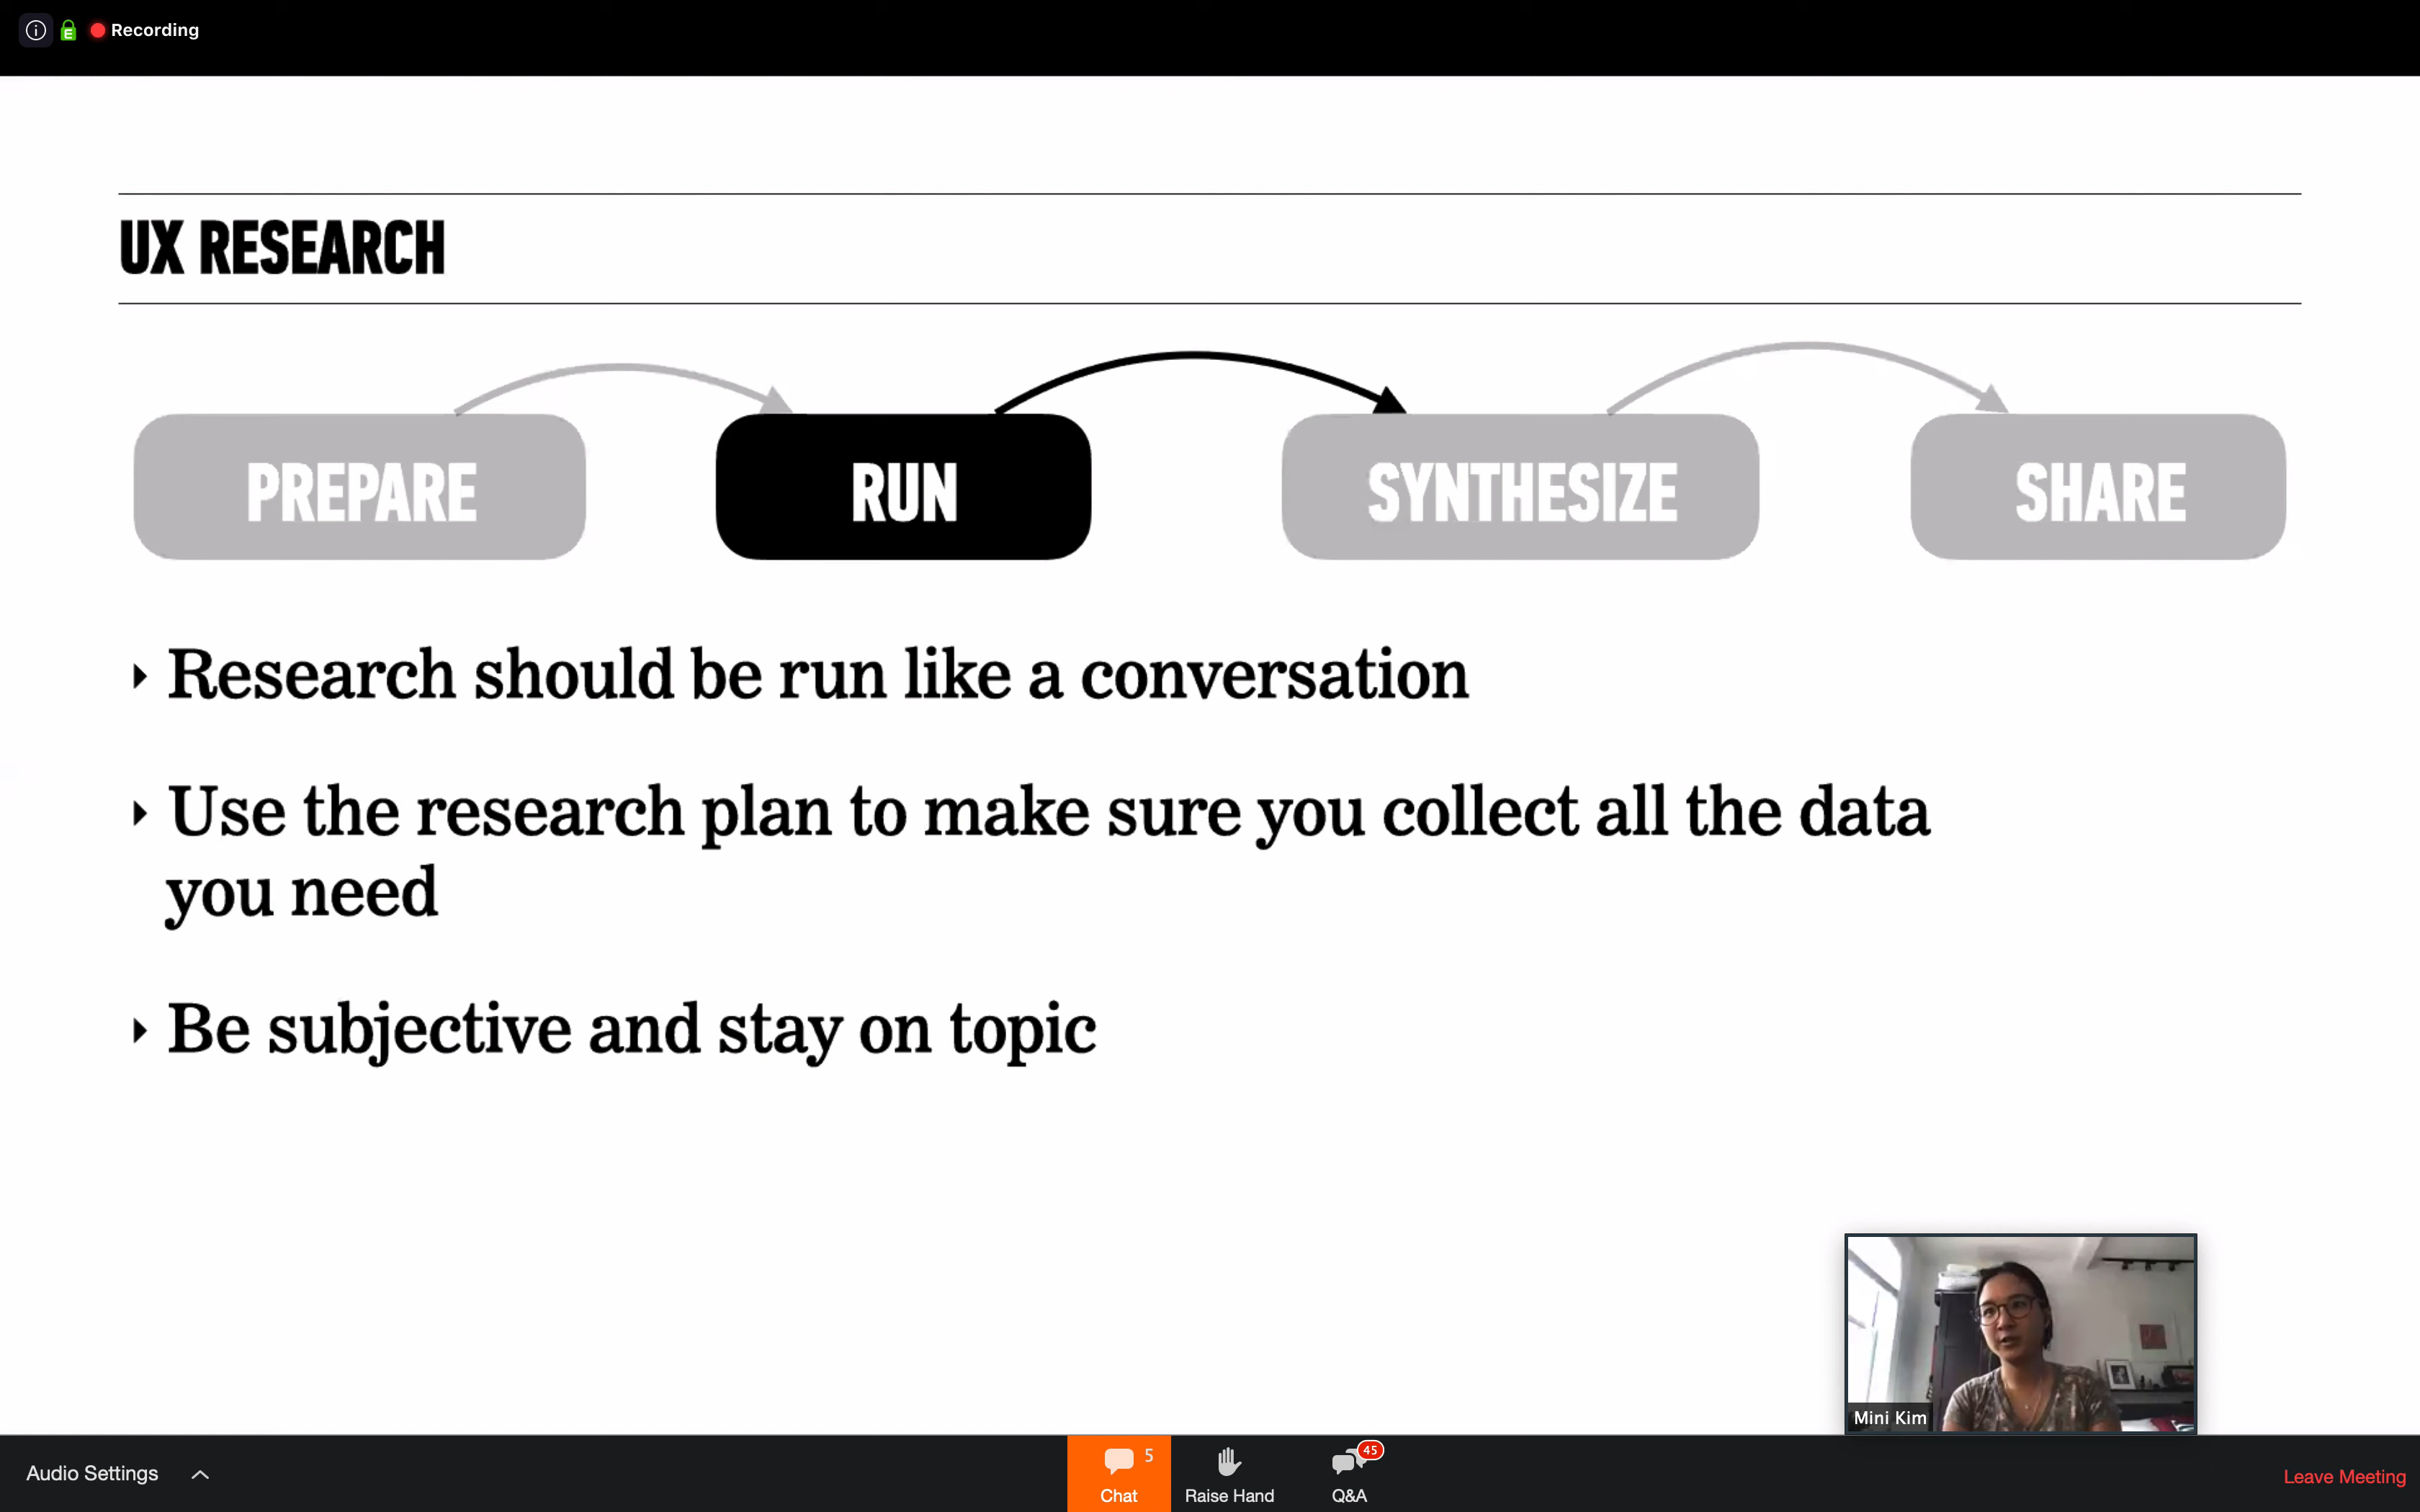 Recording
UX RESEARCH
PREPARE
RUN
SYNTHESIZE
SHARE
Research should be run like a conversation
Use the research plan to make sure you collect all the data
you need
Be subjective and stay on topic
Mini Kim
Audio Settings
5
Chat
Raise Hand
45
Q&A
Leave Meeting